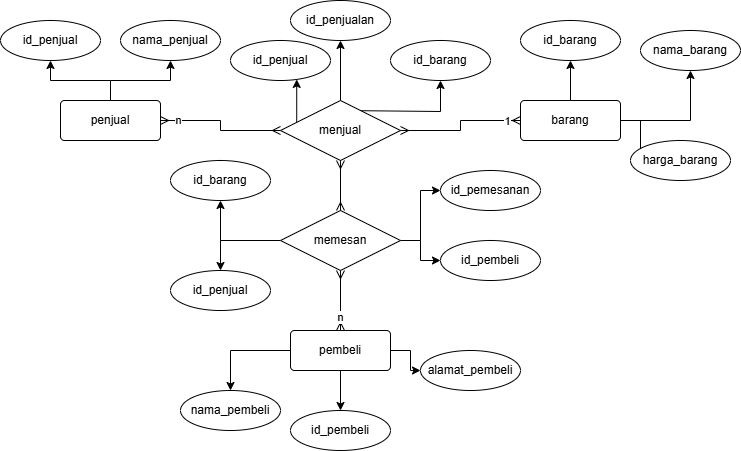 id_penjualan
id_penjual
nama_penjual
id_barang
nama_barang
id_penjual
id_barang
penjual
n
menjual
1
barang
harga_barang
id_barang
id_pemesanan
memesan
id_pembeli
id_penjual
n
pembeli
alamat_pembeli
nama_pembeli
id_pembeli